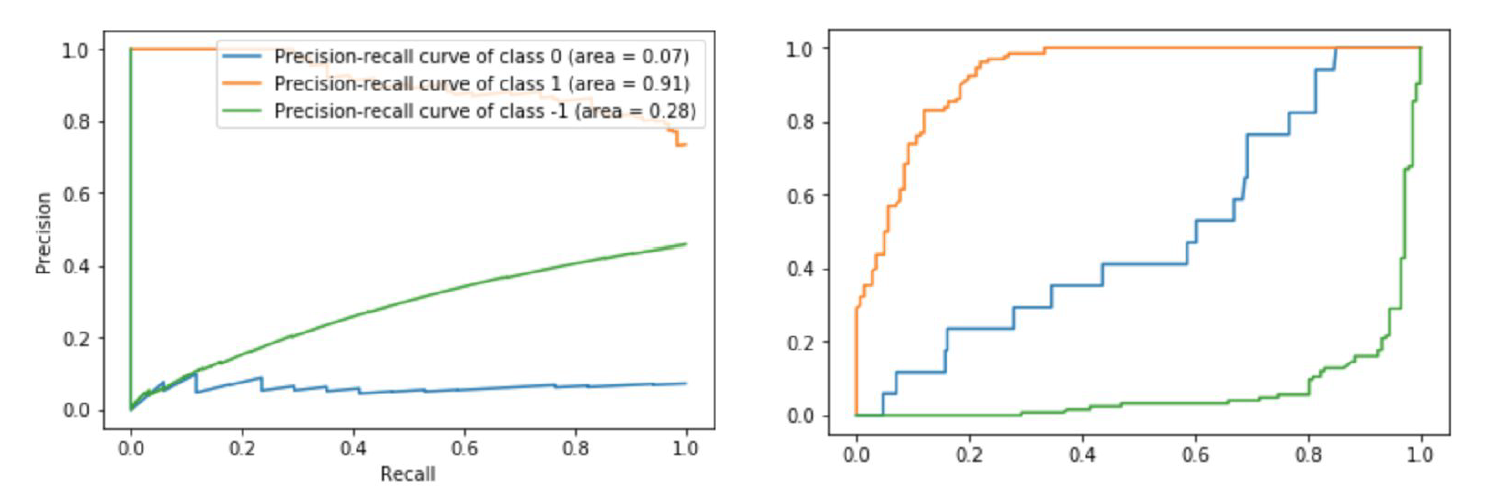 1.0
0.8
0.6
0.4
0.2
0.0
Precision
Precision-recall curve of class 0 (area = 0.07)
Precision-recall curve of class 1 (area = 0.91)
Precision-recall curve of class -1 (area = 0.28)
0.0 0.2 0.4 0.6 0.8 1.0
Recall
1.0
0.8
0.6
0.4
0.2
0.0
0.0 0.2 0.4 0.6 0.8 1.0